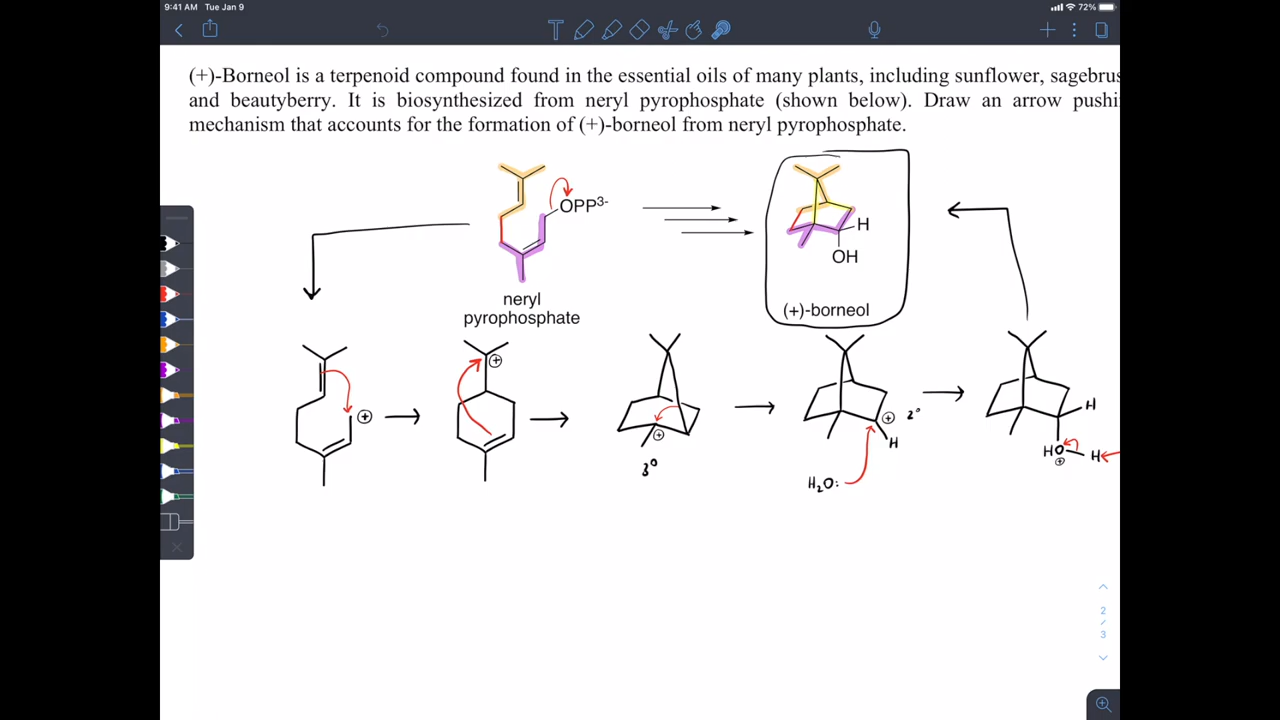 9:41 AM Tue Jan 9
72%
(+)-Borneol is a terpenoid compound found in the essential oils of many plants, including sunflower, sagebrus
and beautyberry. It is biosynthesized from neryl pyrophosphate (shown below). Draw an arrow pushi
mechanism that accounts for the formation of (+)-borneol from neryl pyrophosphate.
OPP3-
H
OH
neryl
pyrophosphate
(+)-borneol
+
+
+
3°
+
2°
H
H2O:
H
HO
H
+
2
/
3